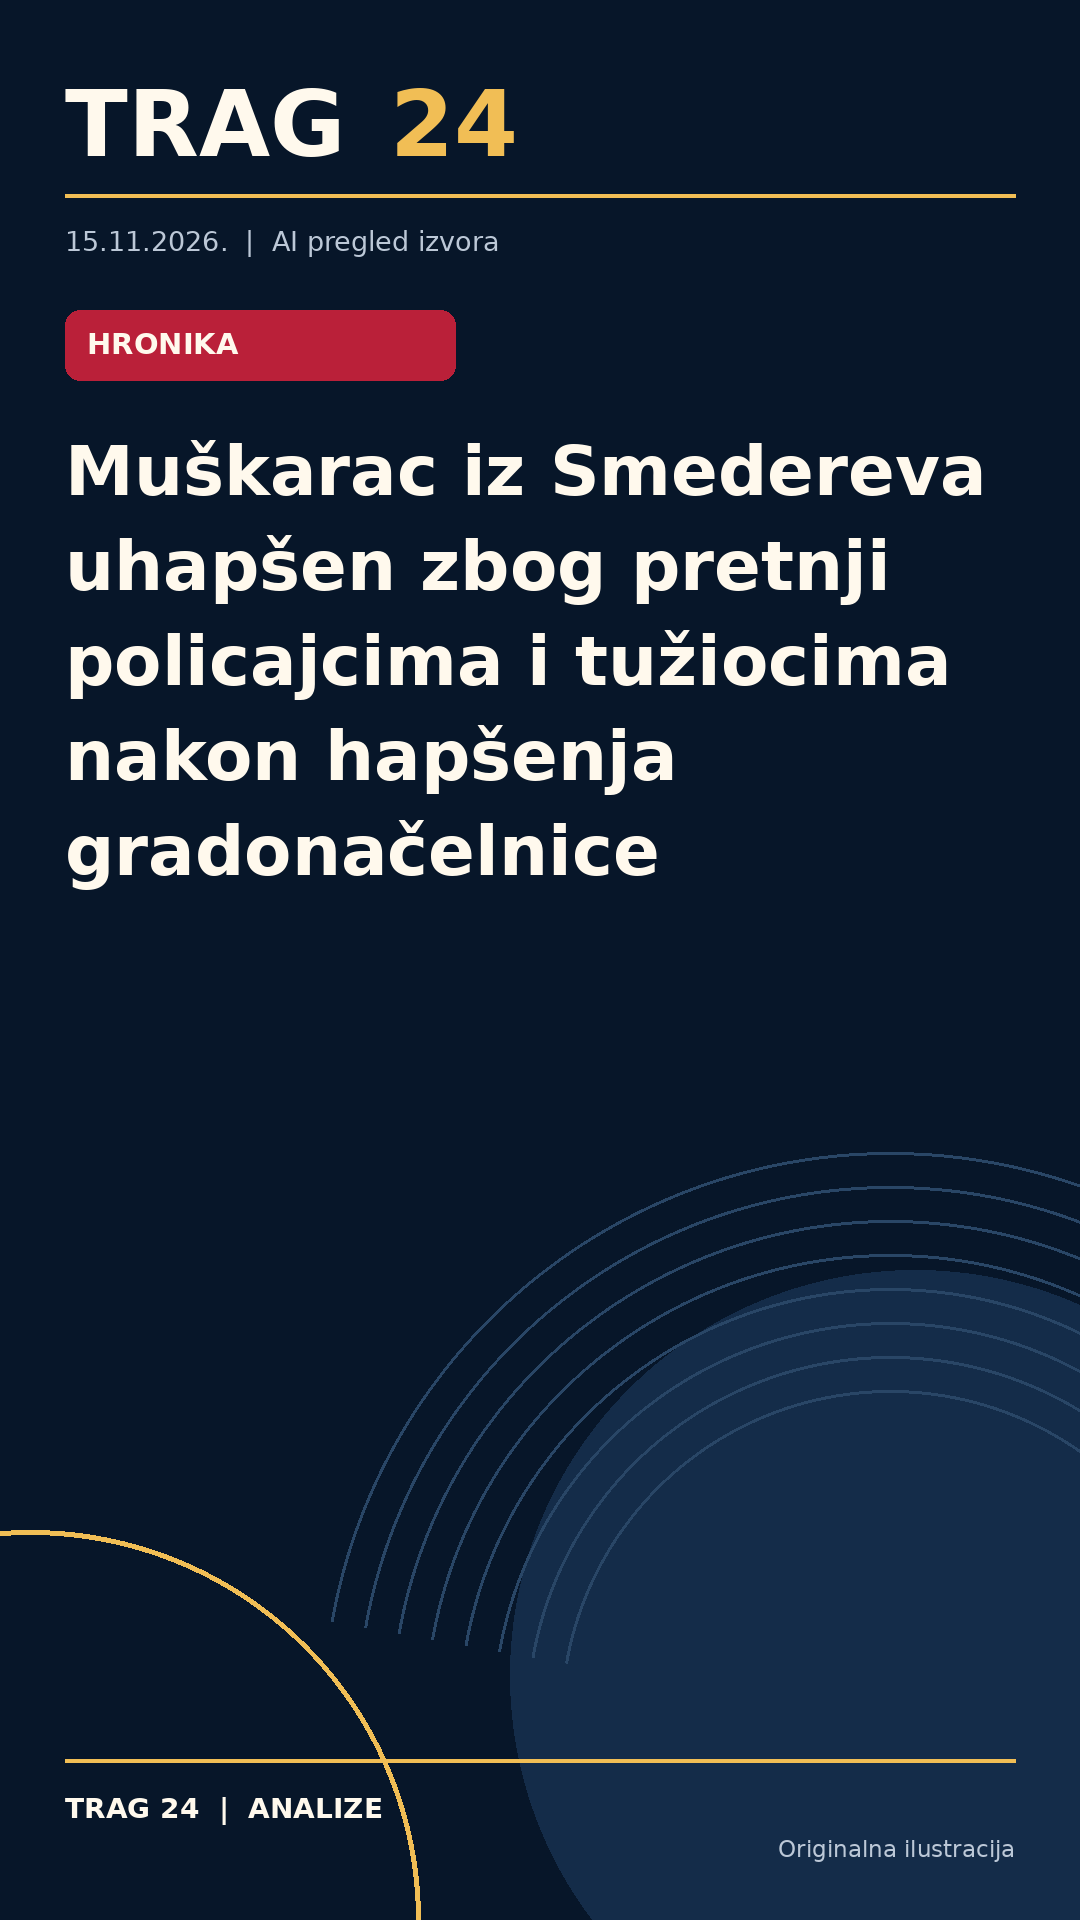 TRAG 24
15.11.2026. | AI pregled izvora
HRONIKA
Muškarac iz Smedereva
uhapšen zbog pretnji
policajcima i tužiocima
nakon hapšenja
gradonačelnice
TRAG 24 | ANALIZE
Originalna ilustracija